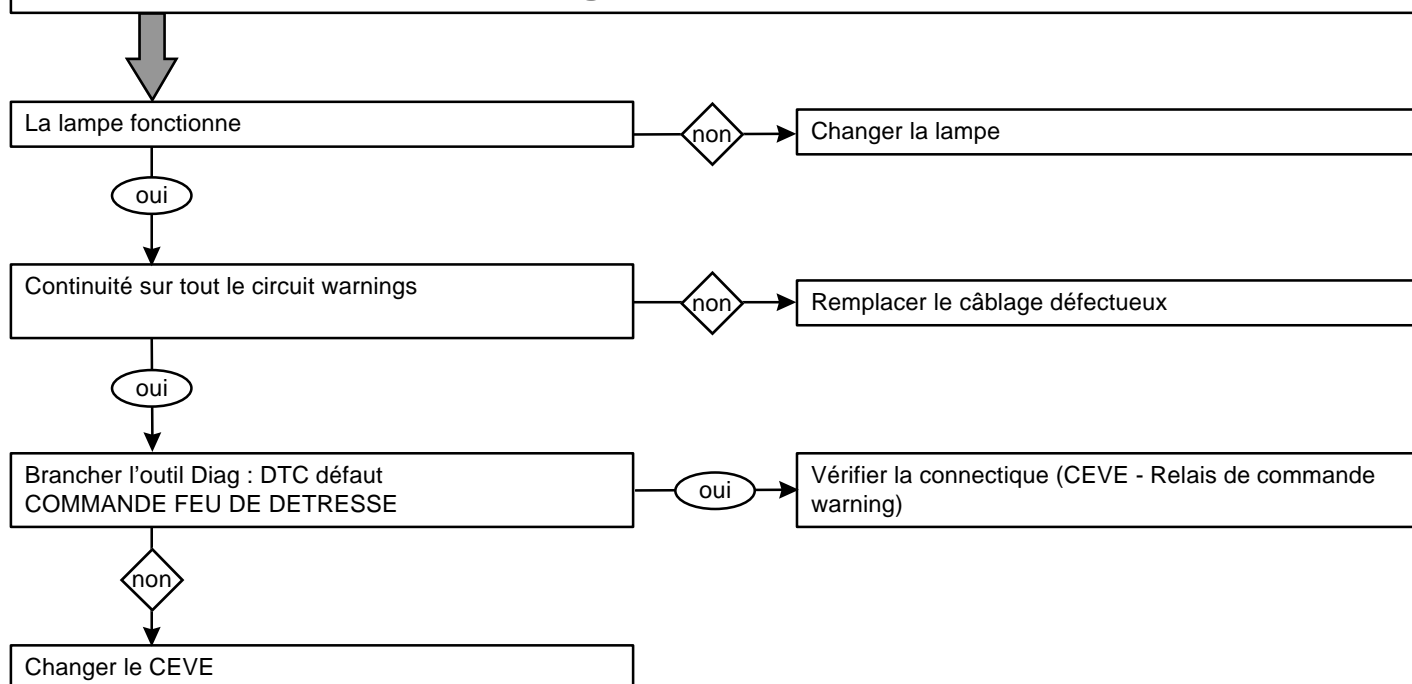 La lampe fonctionne
non
Changer la lampe
oui
Continuité sur tout le circuit warnings
non
Remplacer le câblage défectueux
oui
Brancher l'outil Diag : DTC défaut
COMMANDE FEU DE DETRESSE
oui
Vérifier la connectique (CEVE - Relais de commande
warning)
non
Changer le CEVE